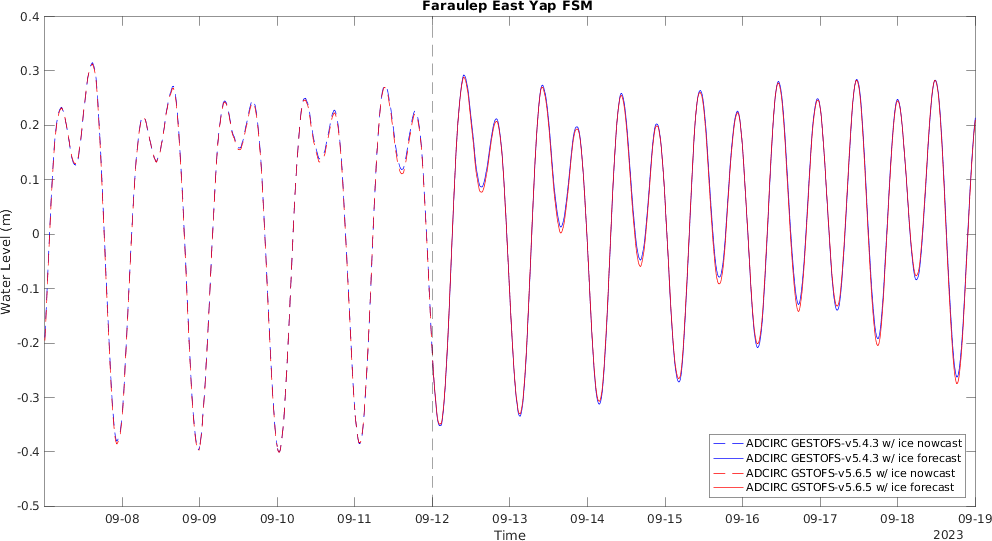 Faraulep East Yap FSM
0.4
0.3
0.2
0.1
0
-0.1
-0.2
-0.3
-0.4
-0.5
Water Level (m)
ADCIRC GESTOFS-v5.4.3 w/ ice nowcast
ADCIRC GESTOFS-v5.4.3 w/ ice forecast
ADCIRC GSTOFS-v5.6.5 w/ ice nowcast
ADCIRC GSTOFS-v5.6.5 w/ ice forecast
09-08 09-09 09-10 09-11 09-12 09-13 09-14 09-15 09-16 09-17 09-18 09-19
Time
2023